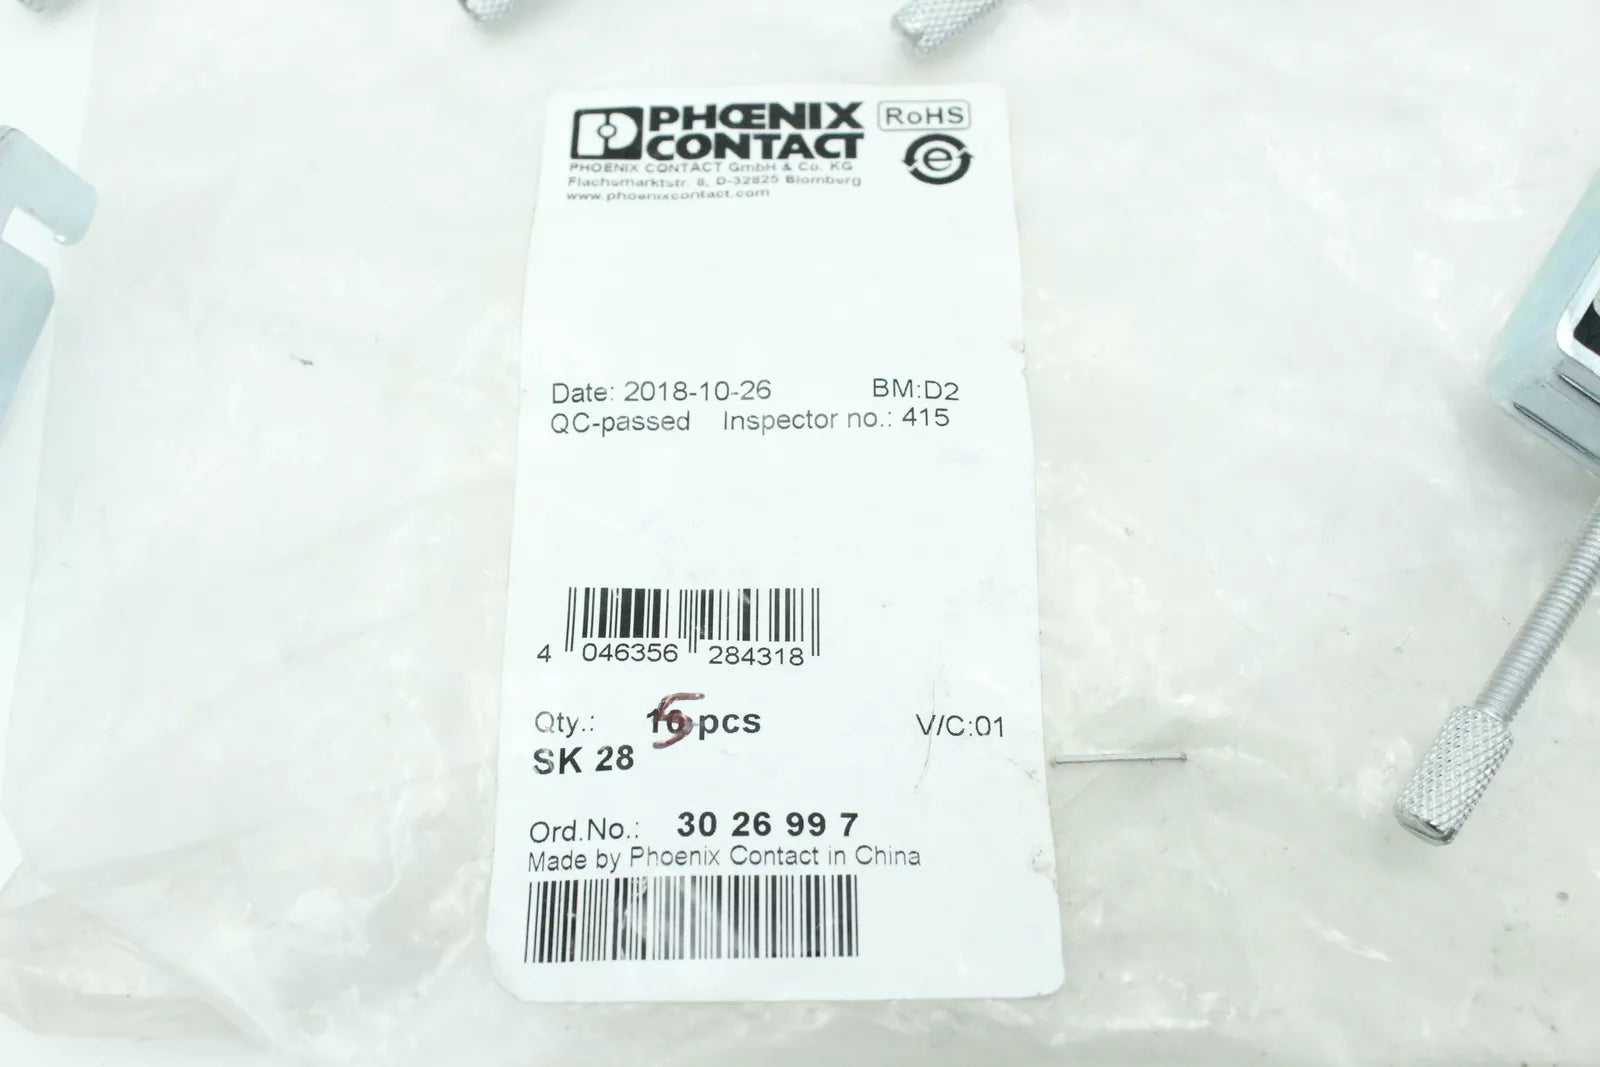 PHŒNIX
CONTACT
RoHS
e
PHOENIX CONTACT GmbH & Co. KG
Flachsmarktstr. 8, D-32825 Blomberg
www.phoenixcontact.com
Date: 2018-10-26 BM:D2
QC-passed Inspector no.: 415
4 046356 284318
Qty.: 5 pcs V/C:01
SK 28
Ord.No.: 30 26 99 7
Made by Phoenix Contact in China